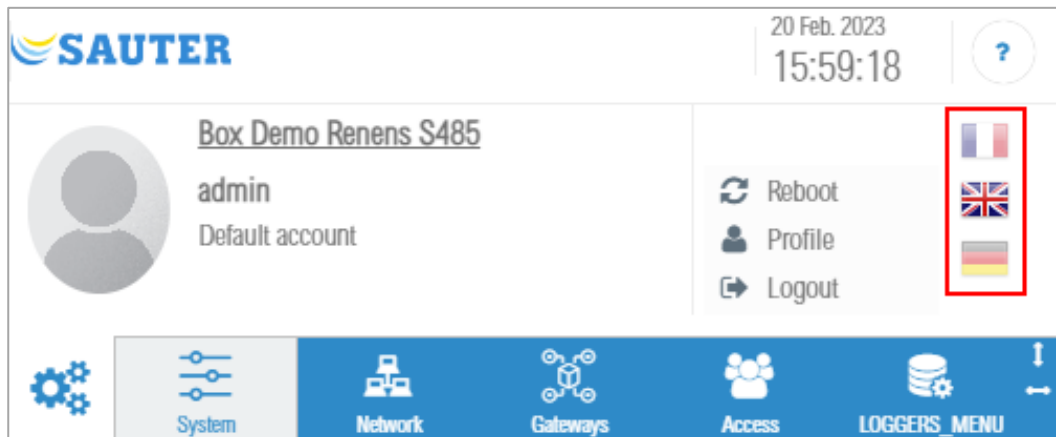 SAUTER
20 Feb. 2023
15:59:18
?
Box Demo Renens S485
admin
Default account
Reboot
Profile
Logout
System
Network
Gateways
Access
LOGGERS_MENU